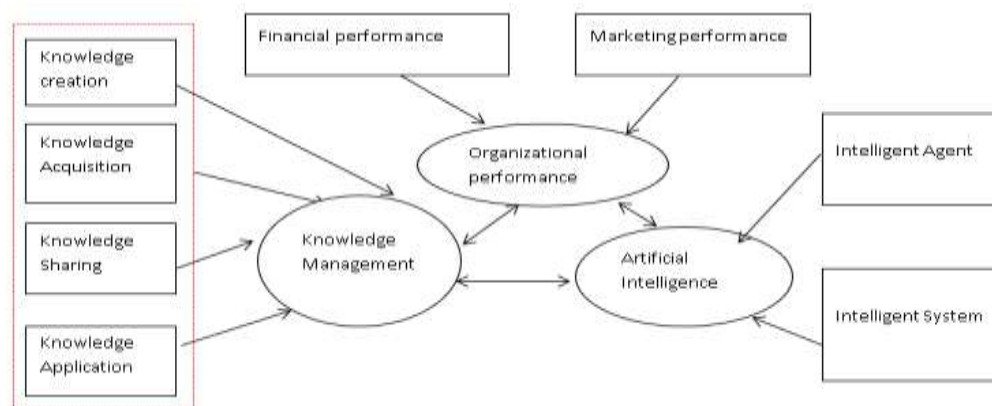 Financial performance
Marketing performance
Knowledge
creation
Knowledge
Acquisition
Organizational
performance
Intelligent Agent
Knowledge
Sharing
Knowledge
Management
Artificial
Intelligence
Intelligent System
Knowledge
Application